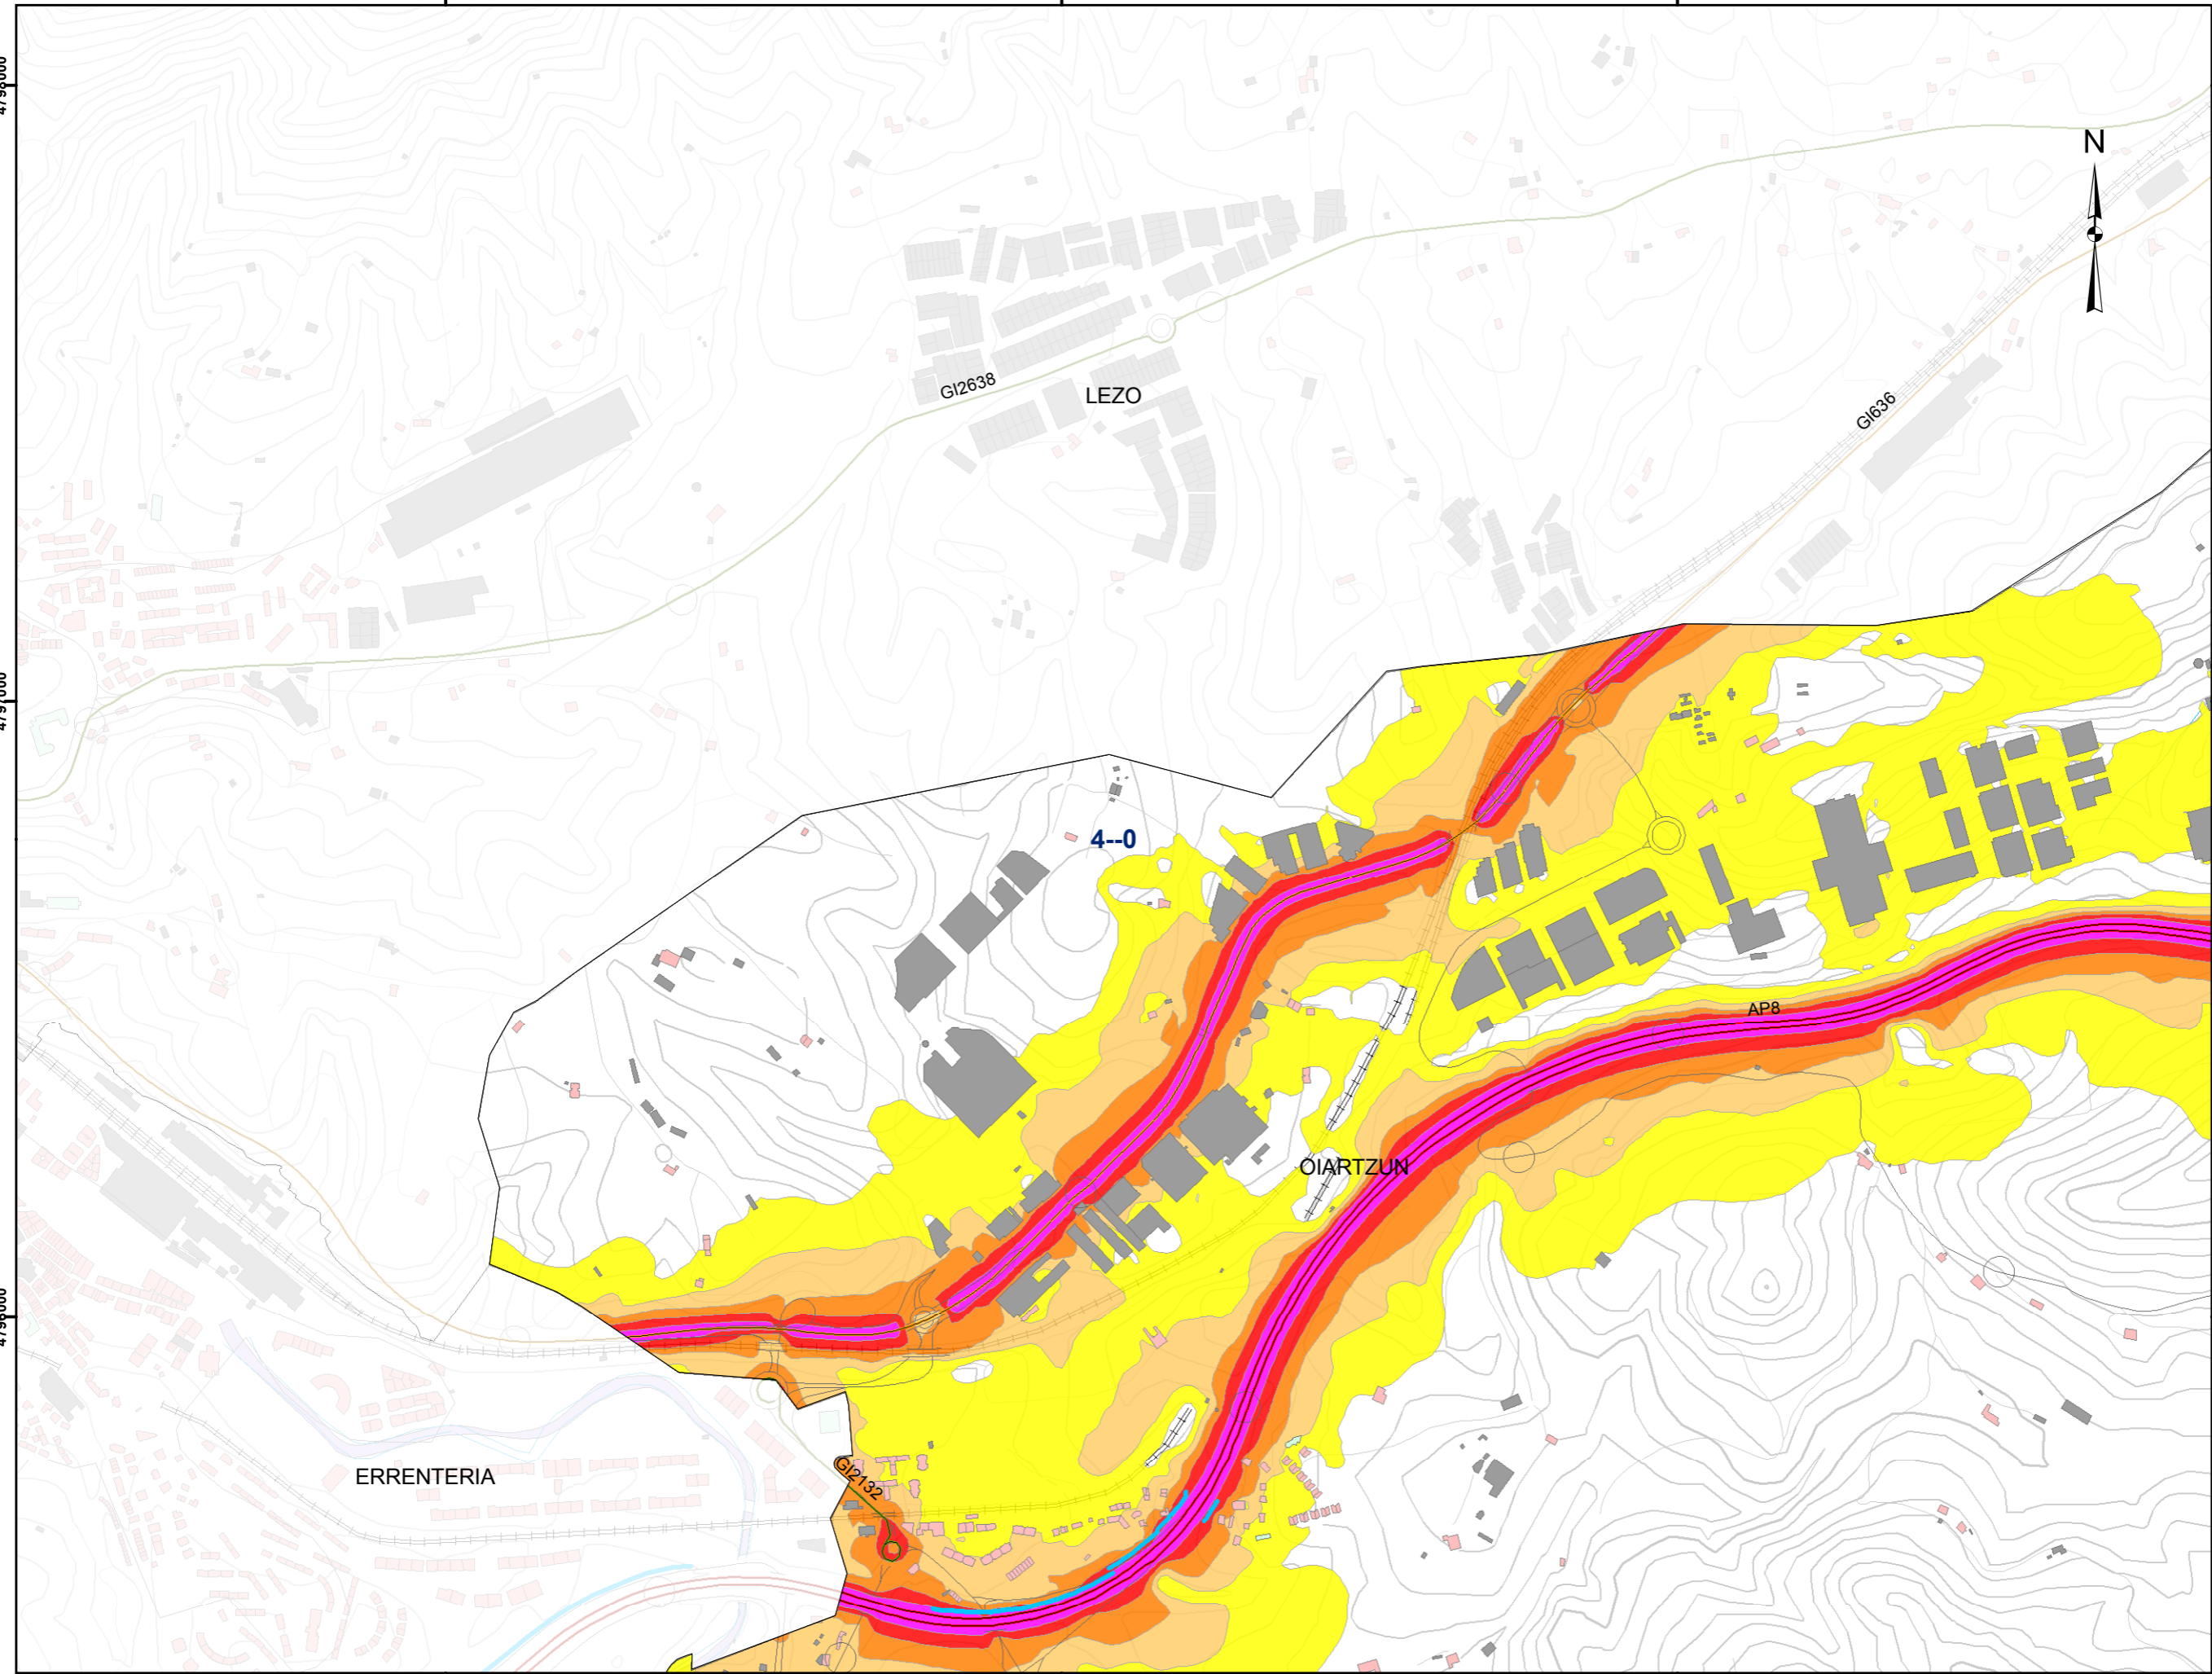 N
GI2638
LEZO
GI636
4--0
AP8
OIARTZUN
ERRENTERIA
GI2132